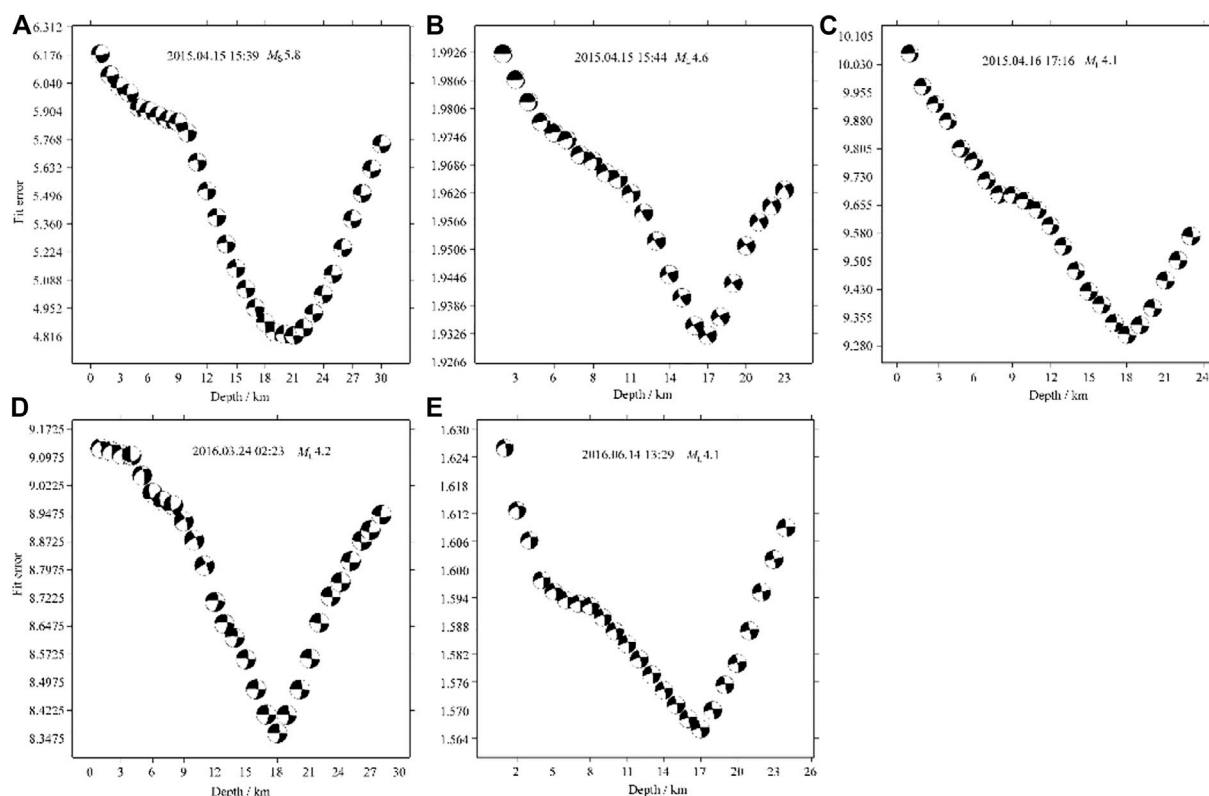 A
Fit error
6.312
6.176
6.040
5.904
5.768
5.632
5.496
5.360
5.224
5.088
4.952
4.816
2015.04.15 15:39 Ms 5.8
0 3 6 9 12 15 18 21 24 27 30
Depth / km
B
1.9926
1.9866
1.9806
1.9746
1.9686
1.9626
1.9566
1.9506
1.9446
1.9386
1.9326
1.9266
2015.04.15 15:44 ML 4.6
3 6 8 11 14 17 20 23
Depth / km
C
10.105
10.030
9.955
9.880
9.805
9.730
9.655
9.580
9.505
9.430
9.355
9.280
2015.04.16 17:16 ML 4.1
0 3 6 9 12 15 18 21 24
Depth / km
D
Fit error
9.1725
9.0975
9.0225
8.9475
8.8725
8.7975
8.7225
8.6475
8.5725
8.4975
8.4225
8.3475
2016.03.24 02:23 ML 4.2
0 3 6 9 12 15 18 21 24 27 30
Depth / km
E
1.630
1.624
1.618
1.612
1.606
1.600
1.594
1.588
1.582
1.576
1.570
1.564
2016.06.14 13:29 ML 4.1
2 5 8 11 14 17 20 24 26
Depth / km